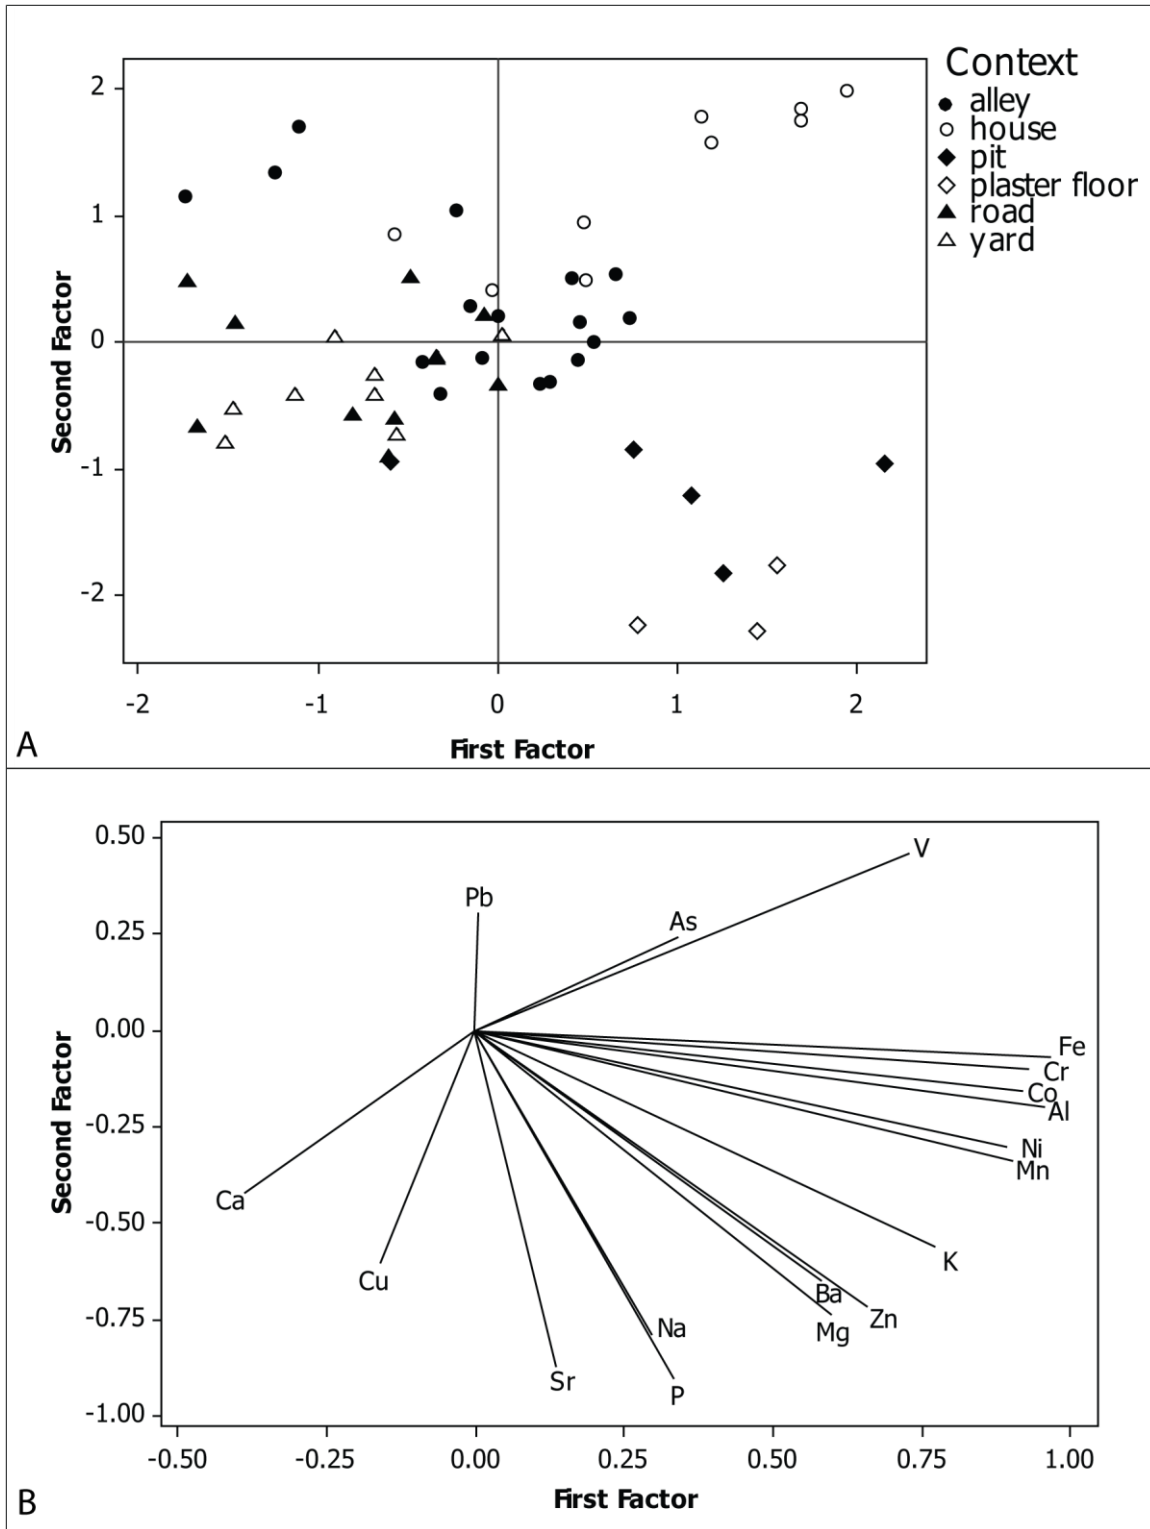 Context
alley
house
pit
plaster floor
road
yard
2
1
0
-1
-2
Second Factor
-2
-1
0
1
2
First Factor
A
0.50
0.25
0.00
-0.25
-0.50
-0.75
-1.00
Second Factor
V
Pb
As
Fe
Cr
Co
Al
Ni
Mn
Ca
K
Cu
Ba
Zn
Na
Mg
Sr
P
-0.50
-0.25
0.00
0.25
0.50
0.75
1.00
First Factor
B